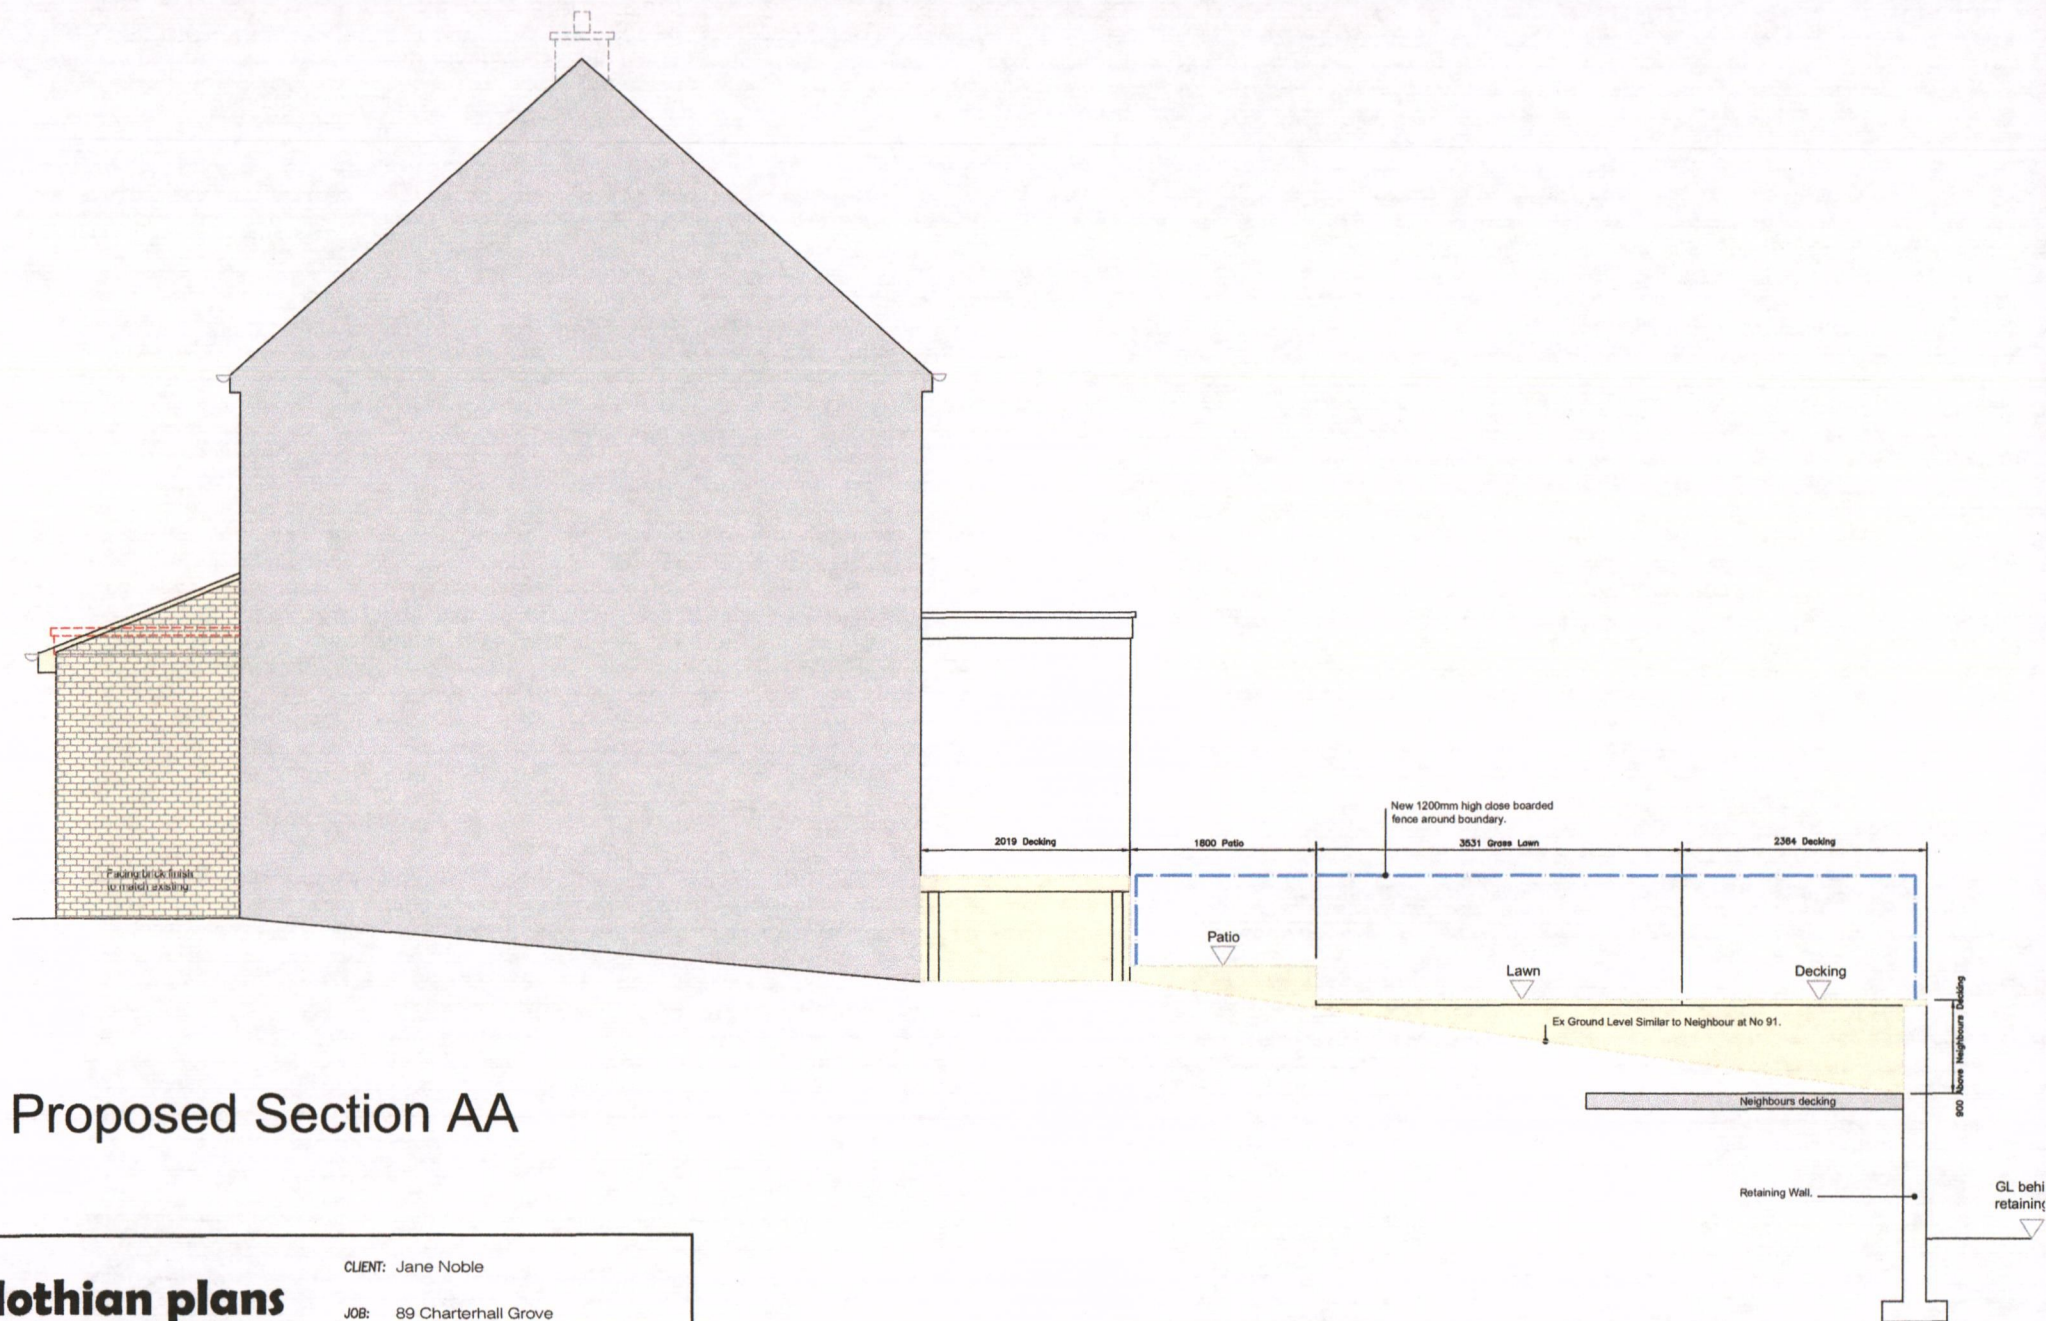 New 1200mm high close boarded
fence around boundary.
2019 Decking
1800 Patio
3531 Grass Lawn
2364 Decking
Facing brick finish
to match existing.
Patio
Lawn
Decking
Ex Ground Level Similar to Neighbour at No 91.
900 Above Neighbours Decking
Neighbours decking
Proposed Section AA
Retaining Wall.
GL behi
retaining
CLIENT: Jane Noble
lothian plans
JOB: 89 Charterhall Grove